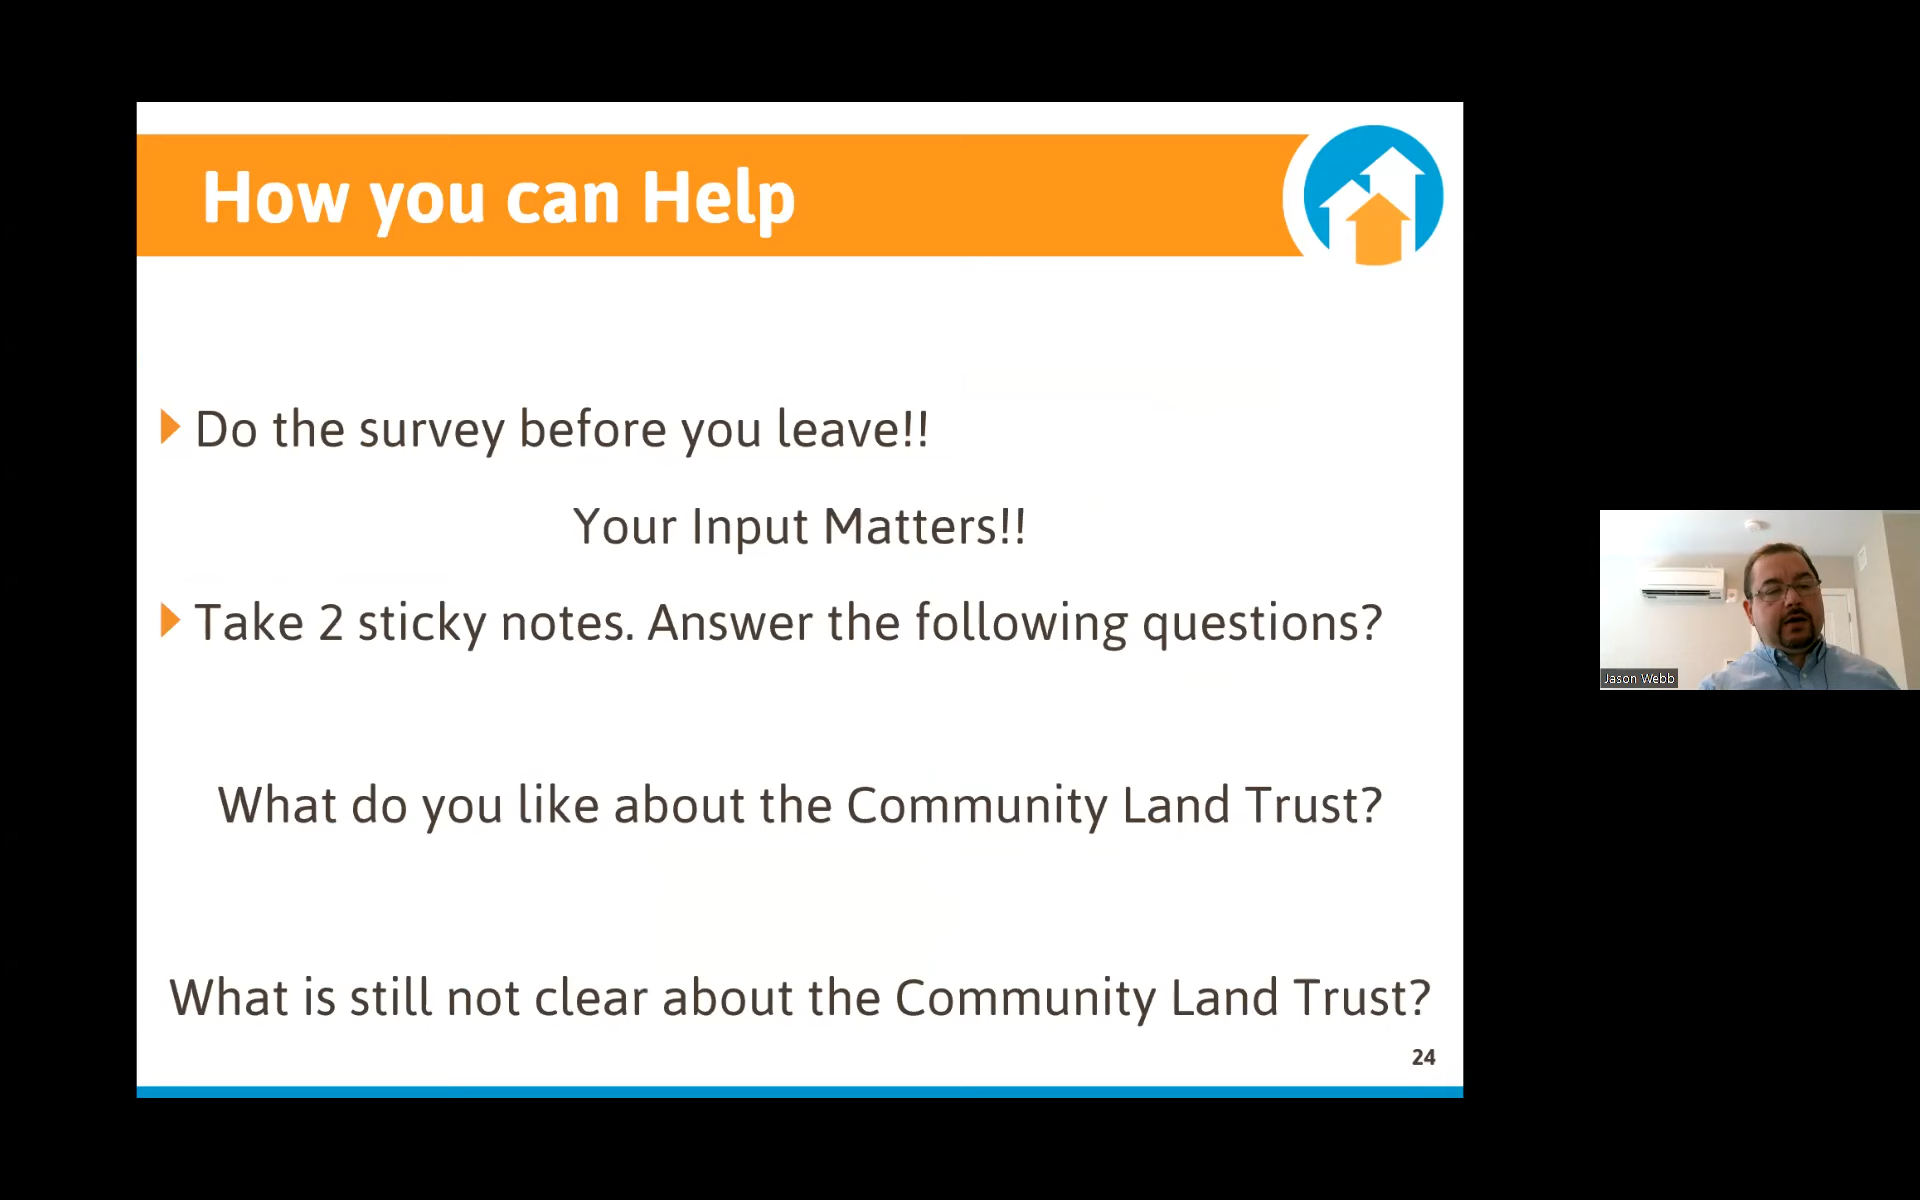 How you can Help
Do the survey before you leave!!
Your Input Matters!!
Take 2 sticky notes. Answer the following questions?
What do you like about the Community Land Trust?
What is still not clear about the Community Land Trust?
24
Jason Webb